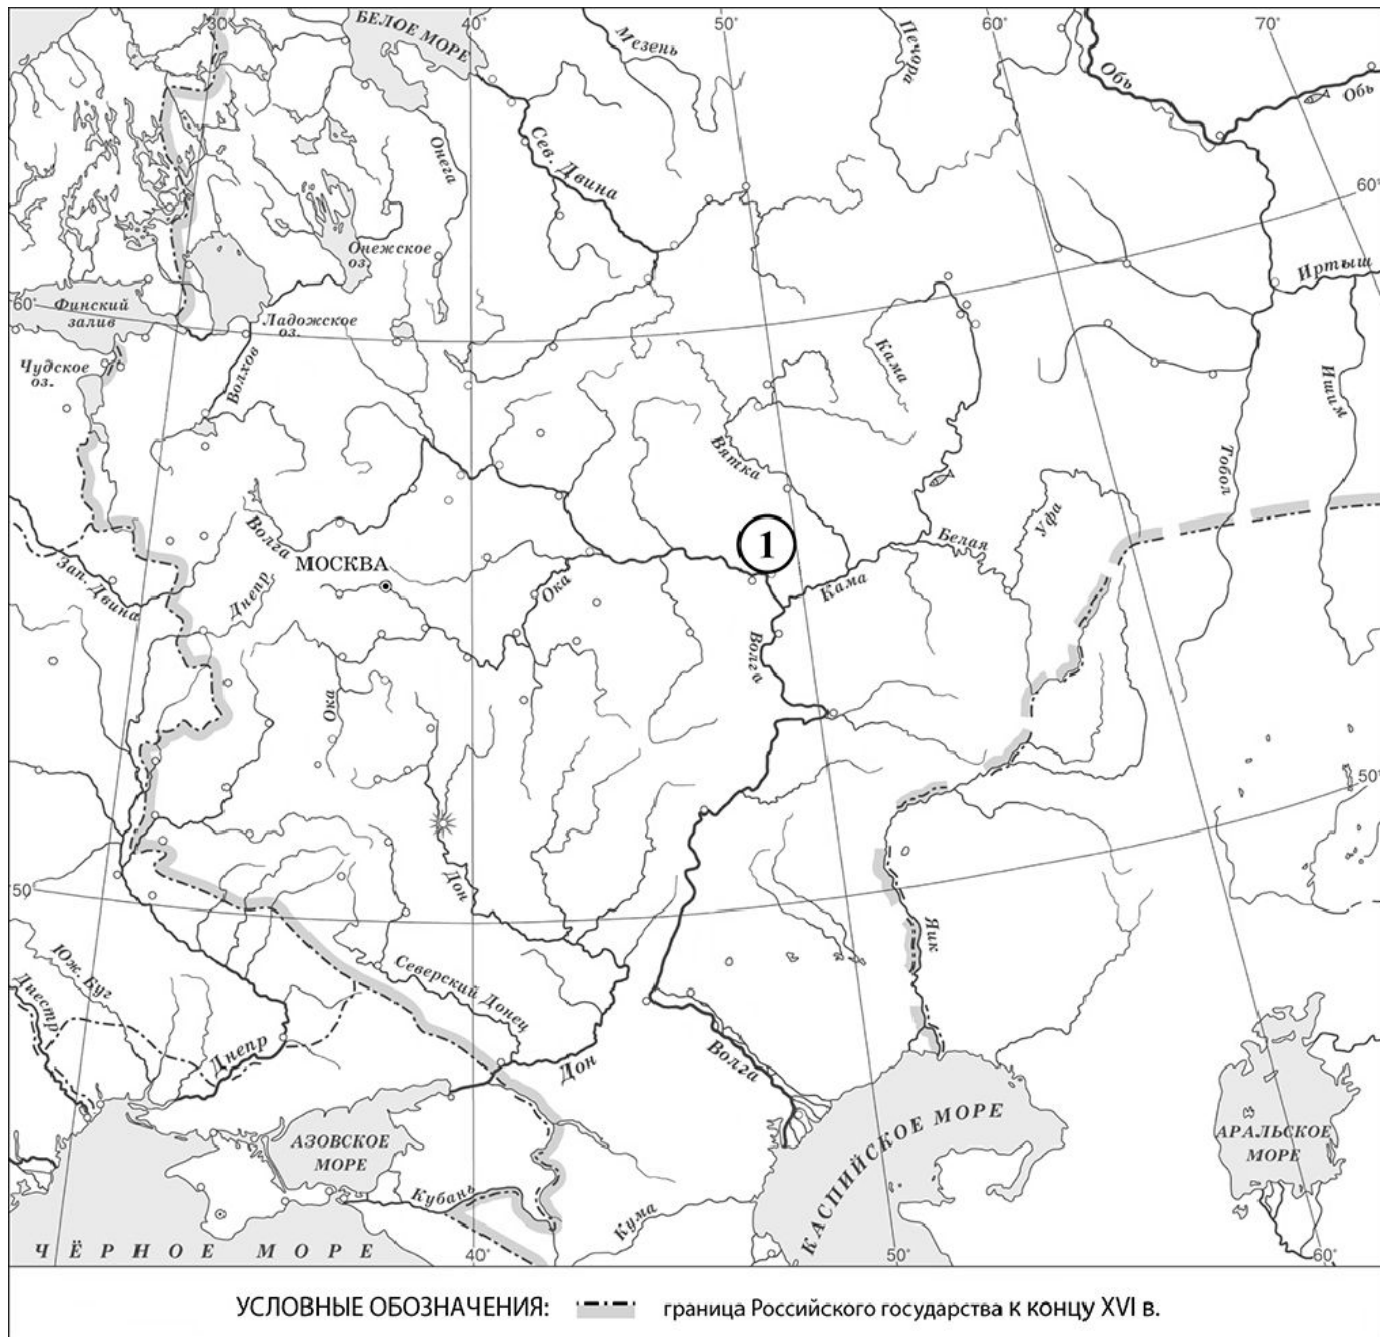 30°
40°
50°
60°
70°
БЕЛОЕ МОРЕ
Мезень
Печора
Обь
Обь
Онега
Сев. Двина
60°
Онежское
оз.
Иртыш
60°
Финский
залив
Ладожское
оз.
Чудское
оз.
Волхов
Кама
Ишим
Вятка
Тобол
Уфа
Волга
1
Белая
МОСКВА
Зап. Двина
Днепр
Ока
Кама
Волга
Ока
50°
50
Дон
Яик
Юж. Буг
Днестр
Северский Донец
Днепр
Дон
Волга
АЗОВСКОЕ
МОРЕ
КАСПИЙСКОЕ МОРЕ
АРАЛЬСКОЕ
МОРЕ
Кубань
Кума
ЧЁРНОЕ МОРЕ
40°
50°
60°
УСЛОВНЫЕ ОБОЗНАЧЕНИЯ: граница Российского государства к концу XVI в.